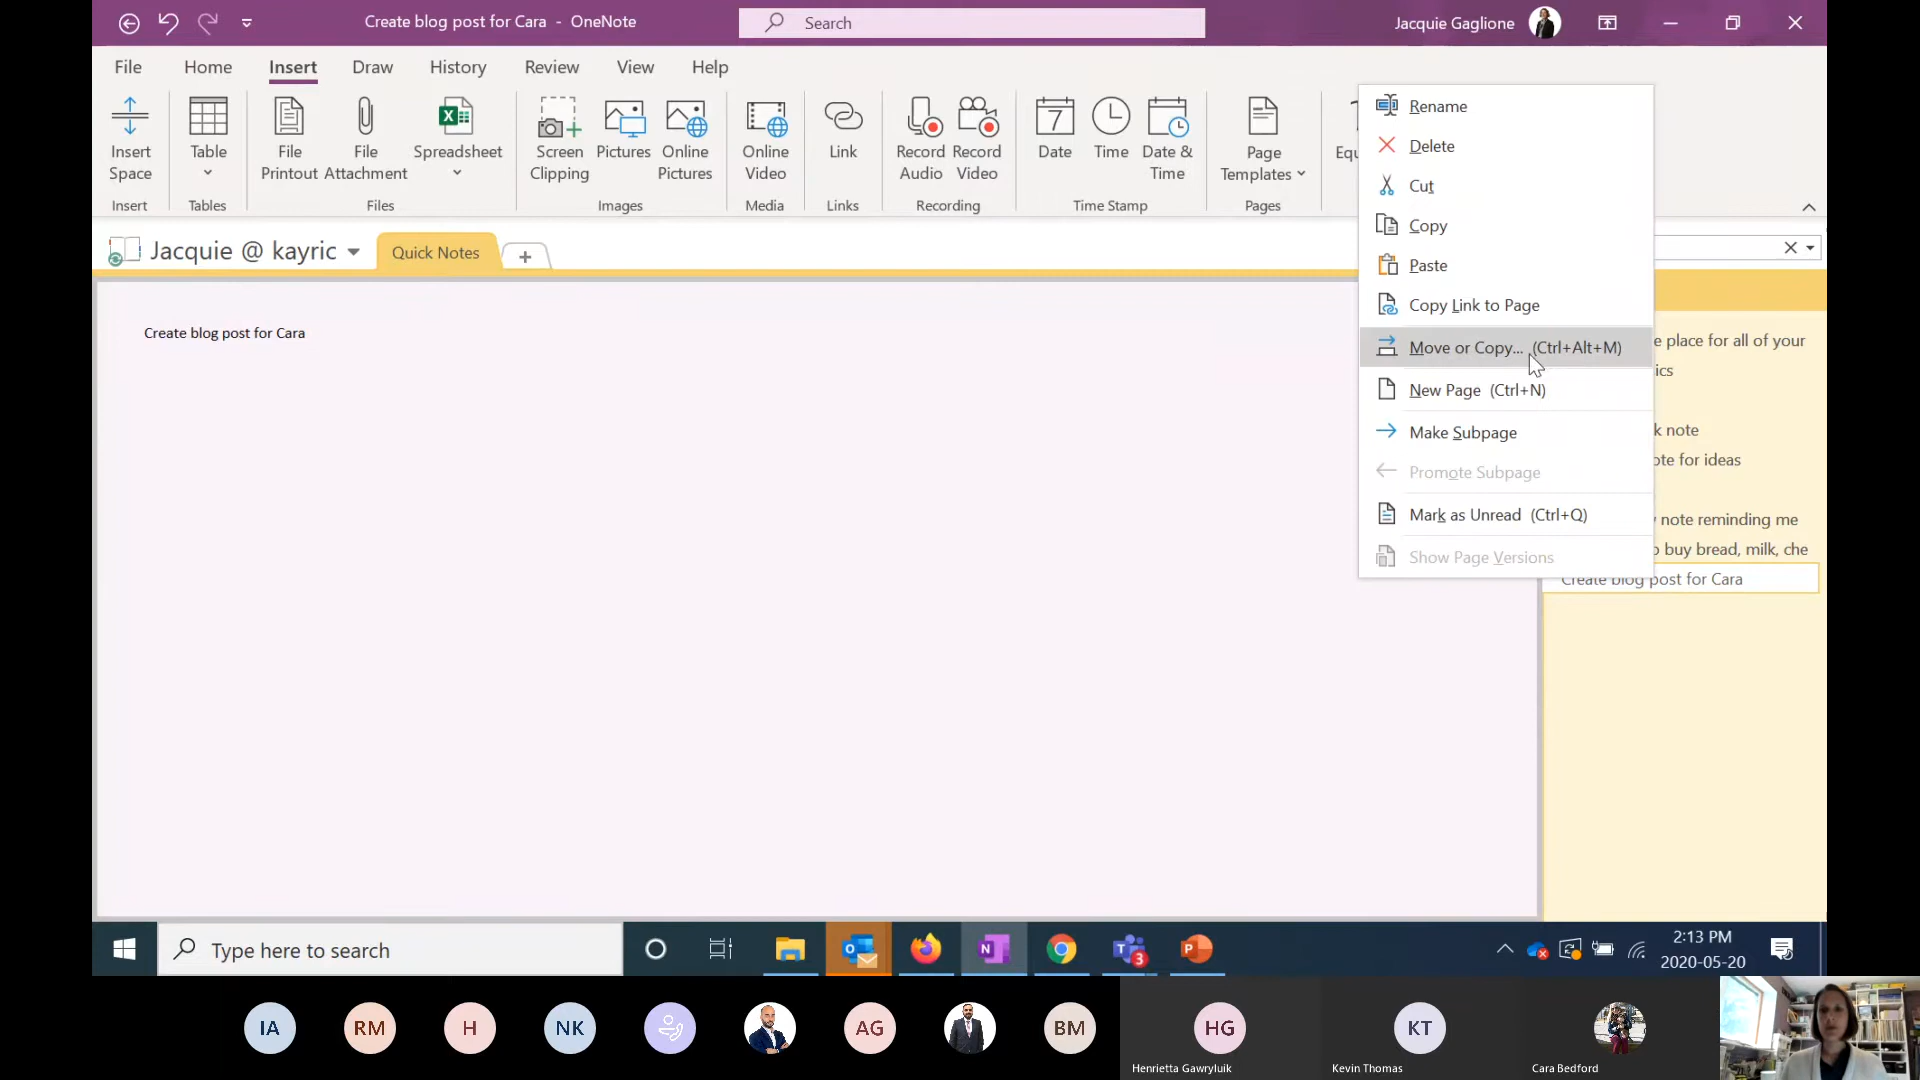 Create blog post for Cara - OneNote
Search
Jacquie Gaglione
File Home Insert Draw History Review View Help
Insert Space
Table
File Printout
File Attachment
Spreadsheet
Screen Clipping
Pictures
Online Pictures
Online Video
Link
Record Audio
Record Video
7
Date
Time
Date & Time
Page Templates
Equ
Insert
Tables
Files
Images
Media
Links
Recording
Time Stamp
Pages
Jacquie @ kayric
Quick Notes
Create blog post for Cara
Rename
Delete
Cut
Copy
Paste
Copy Link to Page
Move or Copy... (Ctrl+Alt+M)
New Page (Ctrl+N)
Make Subpage
Promote Subpage
Mark as Unread (Ctrl+Q)
Show Page Versions
e place for all of your
ics
k note
ote for ideas
note reminding me
buy bread, milk, che
Create blog post for Cara
Type here to search
N
3
P
2:13 PM
2020-05-20
IA
RM
H
NK
AG
BM
HG
KT
Henrietta Gawryluik
Kevin Thomas
Cara Bedford